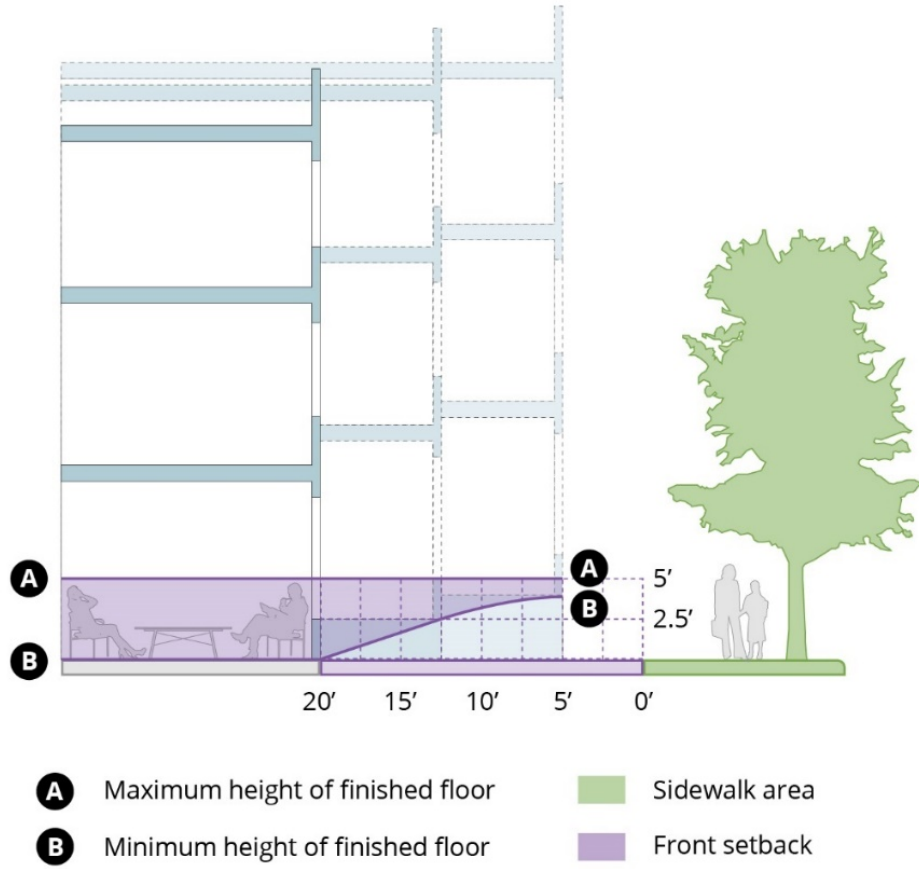 A
A
5’
B
2.5’
B
20’ 15’ 10’ 5’ 0’
A Maximum height of finished floor
Sidewalk area
B Minimum height of finished floor
Front setback